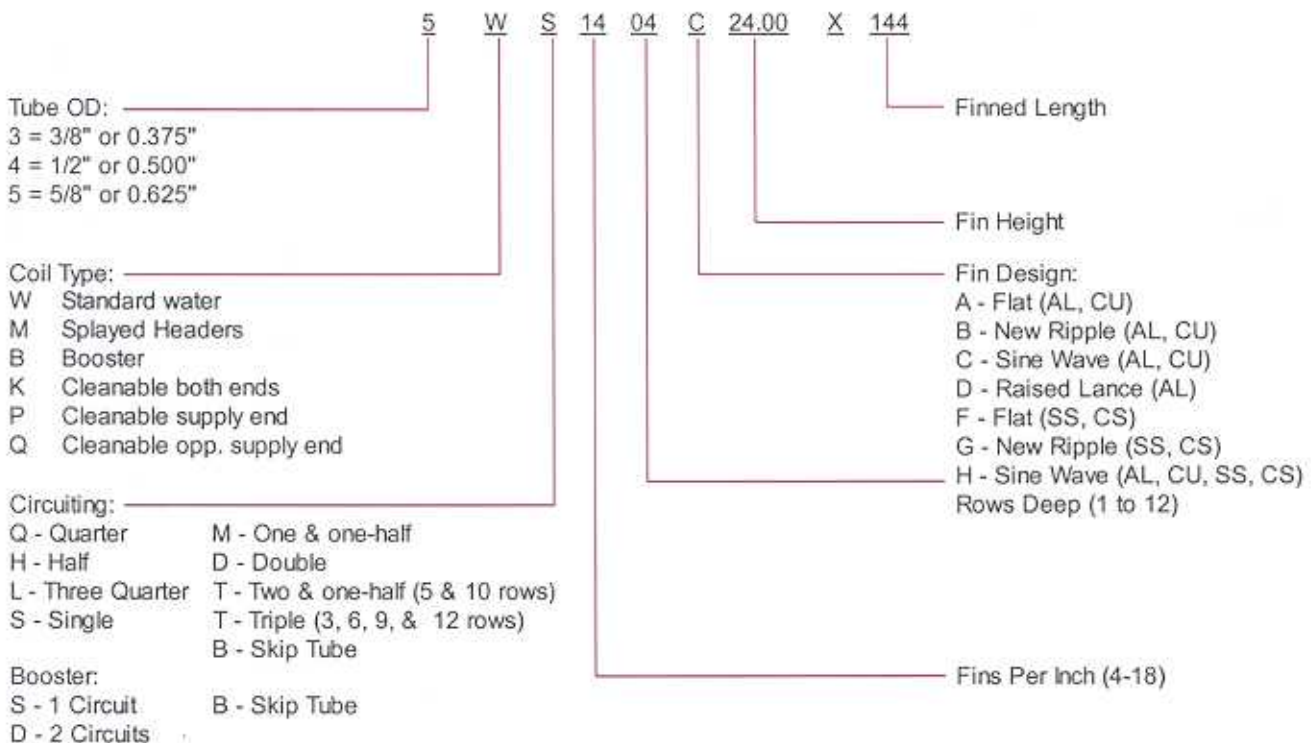 5 W S 14 04 C 24.00 X 144
Tube OD:
3 = 3/8" or 0.375"
4 = 1/2" or 0.500"
5 = 5/8" or 0.625"
Coil Type:
W Standard water
M Splayed Headers
B Booster
K Cleanable both ends
P Cleanable supply end
Q Cleanable opp. supply end
Circuiting:
Q - Quarter M - One & one-half
H - Half D - Double
L - Three Quarter T - Two & one-half (5 & 10 rows)
S - Single T - Triple (3, 6, 9, & 12 rows)
B - Skip Tube
Booster:
S - 1 Circuit B - Skip Tube
D - 2 Circuits
Finned Length
Fin Height
Fin Design:
A - Flat (AL, CU)
B - New Ripple (AL, CU)
C - Sine Wave (AL, CU)
D - Raised Lance (AL)
F - Flat (SS, CS)
G - New Ripple (SS, CS)
H - Sine Wave (AL, CU, SS, CS)
Rows Deep (1 to 12)
Fins Per Inch (4-18)